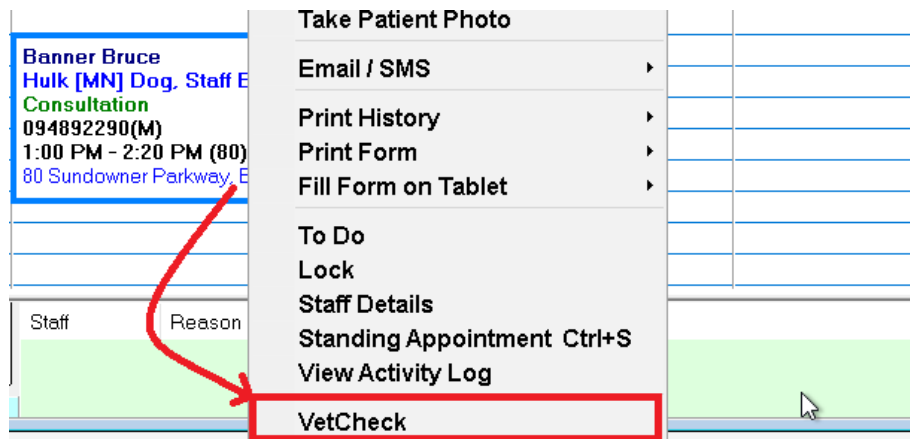 Banner Bruce
Hulk [MN] Dog, Staff
Consultation
094892290(M)
1:00 PM - 2:20 PM (80)
80 Sundowner Parkway,
Take Patient Photo
Email / SMS
Print History
Print Form
Fill Form on Tablet
To Do
Lock
Staff Details
Standing Appointment Ctrl+S
View Activity Log
VetCheck
Staff Reason